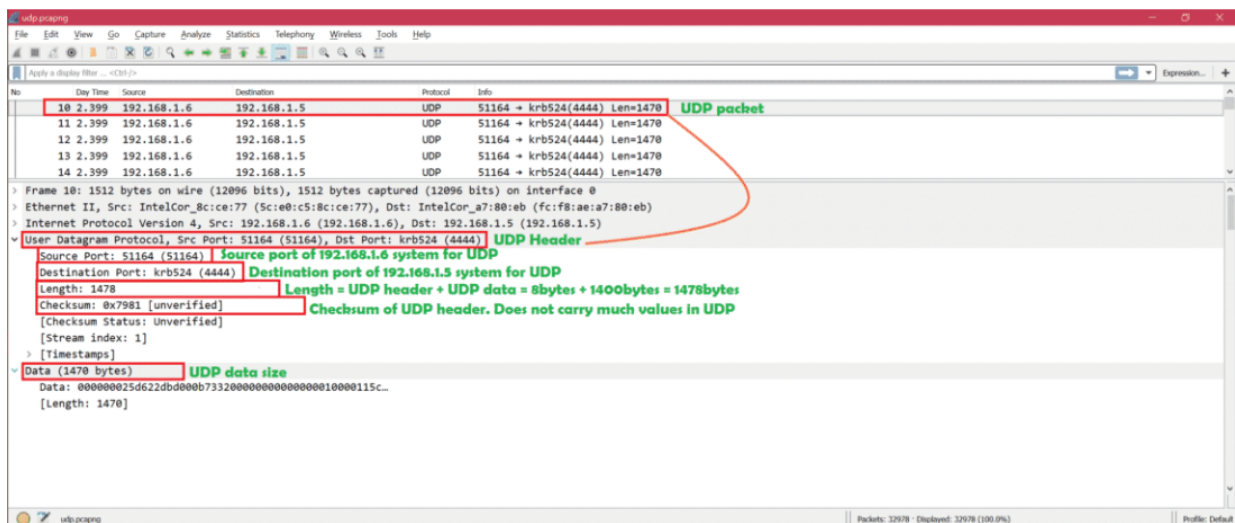 udp.pcapng
File Edit View Go Capture Analyze Statistics Telephony Wireless Tools Help
Apply a display filter ... <Ctrl-/> Expression... +
No Day Time Source Destination Protocol Info
10 2.399 192.168.1.6 192.168.1.5 UDP 51164 → krb524(4444) Len=1470 UDP packet
11 2.399 192.168.1.6 192.168.1.5 UDP 51164 → krb524(4444) Len=1470
12 2.399 192.168.1.6 192.168.1.5 UDP 51164 → krb524(4444) Len=1470
13 2.399 192.168.1.6 192.168.1.5 UDP 51164 → krb524(4444) Len=1470
14 2.399 192.168.1.6 192.168.1.5 UDP 51164 → krb524(4444) Len=1470
> Frame 10: 1512 bytes on wire (12096 bits), 1512 bytes captured (12096 bits) on interface 0
> Ethernet II, Src: IntelCor_8c:ce:77 (5c:e0:c5:8c:ce:77), Dst: IntelCor_a7:80:eb (fc:f8:ae:a7:80:eb)
> Internet Protocol Version 4, Src: 192.168.1.6 (192.168.1.6), Dst: 192.168.1.5 (192.168.1.5)
User Datagram Protocol, Src Port: 51164 (51164), Dst Port: krb524 (4444) UDP Header
Source Port: 51164 (51164) Source port of 192.168.1.6 system for UDP
Destination Port: krb524 (4444) Destination port of 192.168.1.5 system for UDP
Length: 1478 Length = UDP header + UDP data = 8bytes + 1400bytes = 1478bytes
Checksum: 0x7981 [unverified] Checksum of UDP header. Does not carry much values in UDP
[Checksum Status: Unverified]
[Stream index: 1]
> [Timestamps]
Data (1470 bytes) UDP data size
Data: 000000025d622dbd000b73320000000000000000010000115c…
[Length: 1470]
udp.pcapng Packets: 32978 · Displayed: 32978 (100.0%) Profile: Default